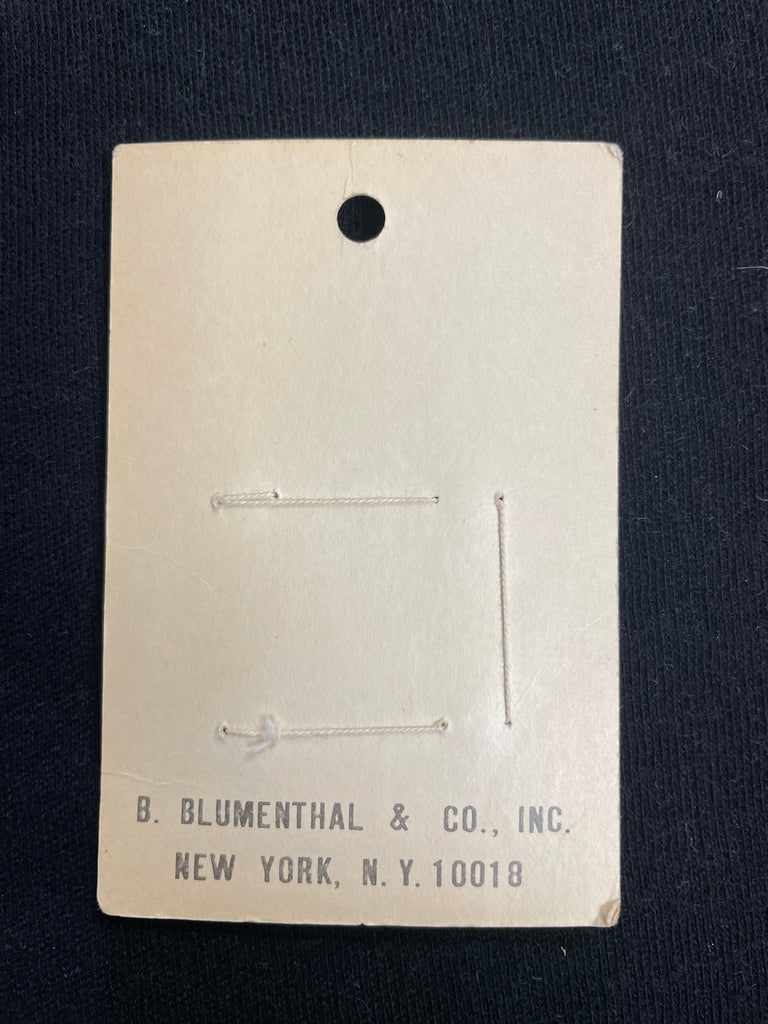 B. BLUMENTHAL & CO., INC.
NEW YORK, N.Y. 10018